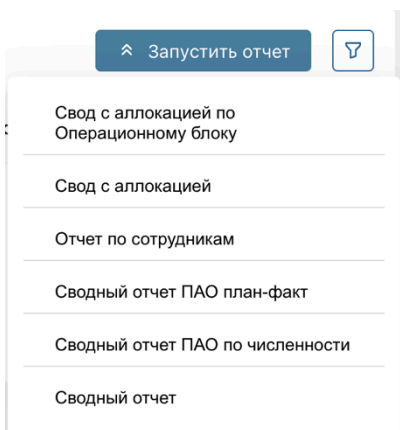 Запустить отчет
Свод с аллокацией по
Операционному блоку
Свод с аллокацией
Отчет по сотрудникам
Сводный отчет ПАО план-факт
Сводный отчет ПАО по численности
Сводный отчет